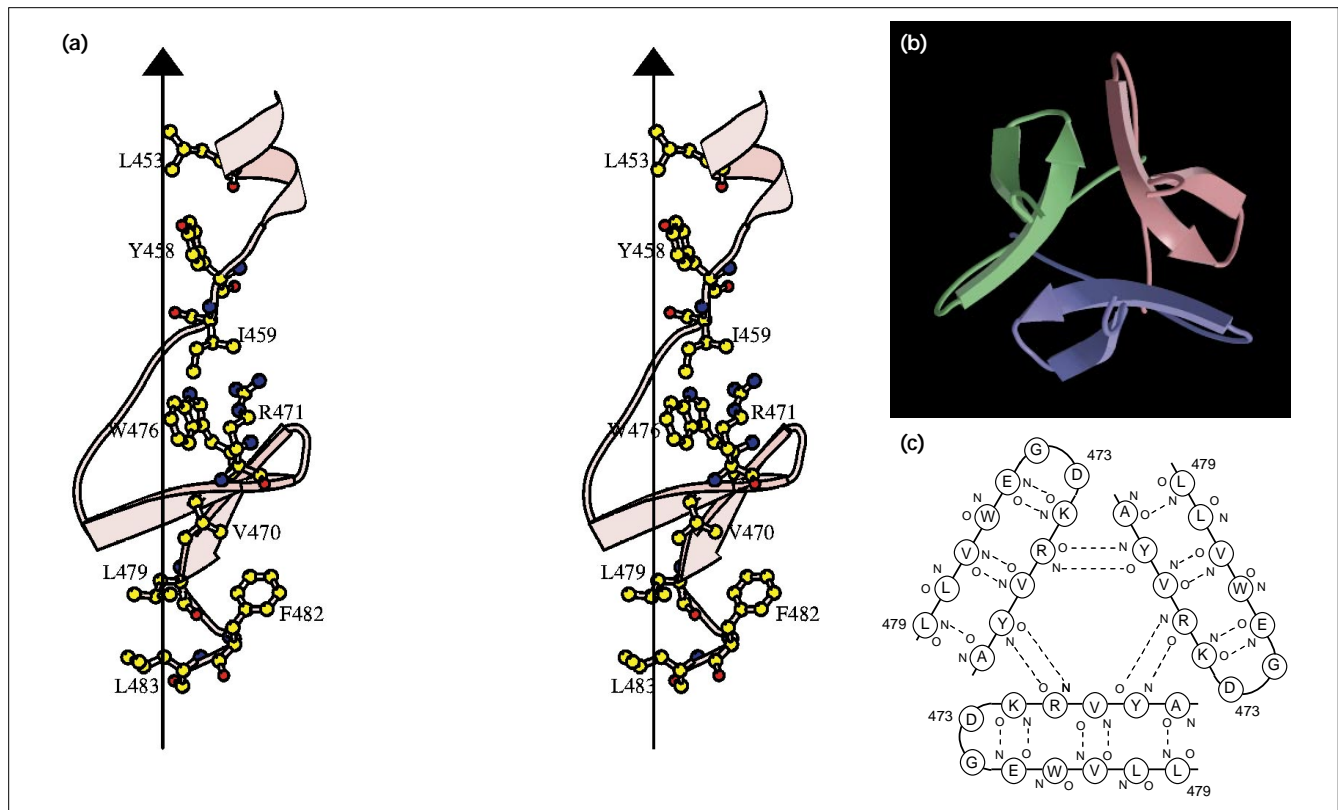 (a)
L453
Y458
I459
R471
W476
V470
L479
F482
L483
L453
Y458
I459
R471
W476
V470
L479
F482
L483
(b)
(c)
G
E D 473
N O
O N
W K
O N
V N O R
O N
L V
O N
479 L N O Y O
N A N
479
L O
N
A O N L O
N
N Y V O
O N
N O V W N
O
N R N O E
O K O N G
D
473
O N O N
473 D K R V Y A
O N O N O
N O N O N O
G E W V L L
N O N O N 479